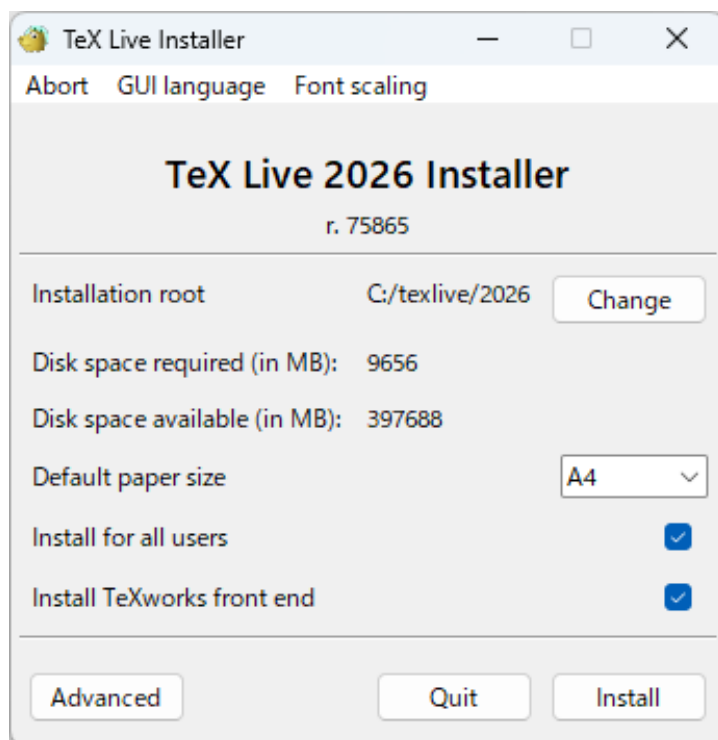 TeX Live Installer
Abort GUI language Font scaling
TeX Live 2026 Installer
r. 75865
Installation root C:/texlive/2026 Change
Disk space required (in MB): 9656
Disk space available (in MB): 397688
Default paper size A4
Install for all users
Install TeXworks front end
Advanced Quit Install